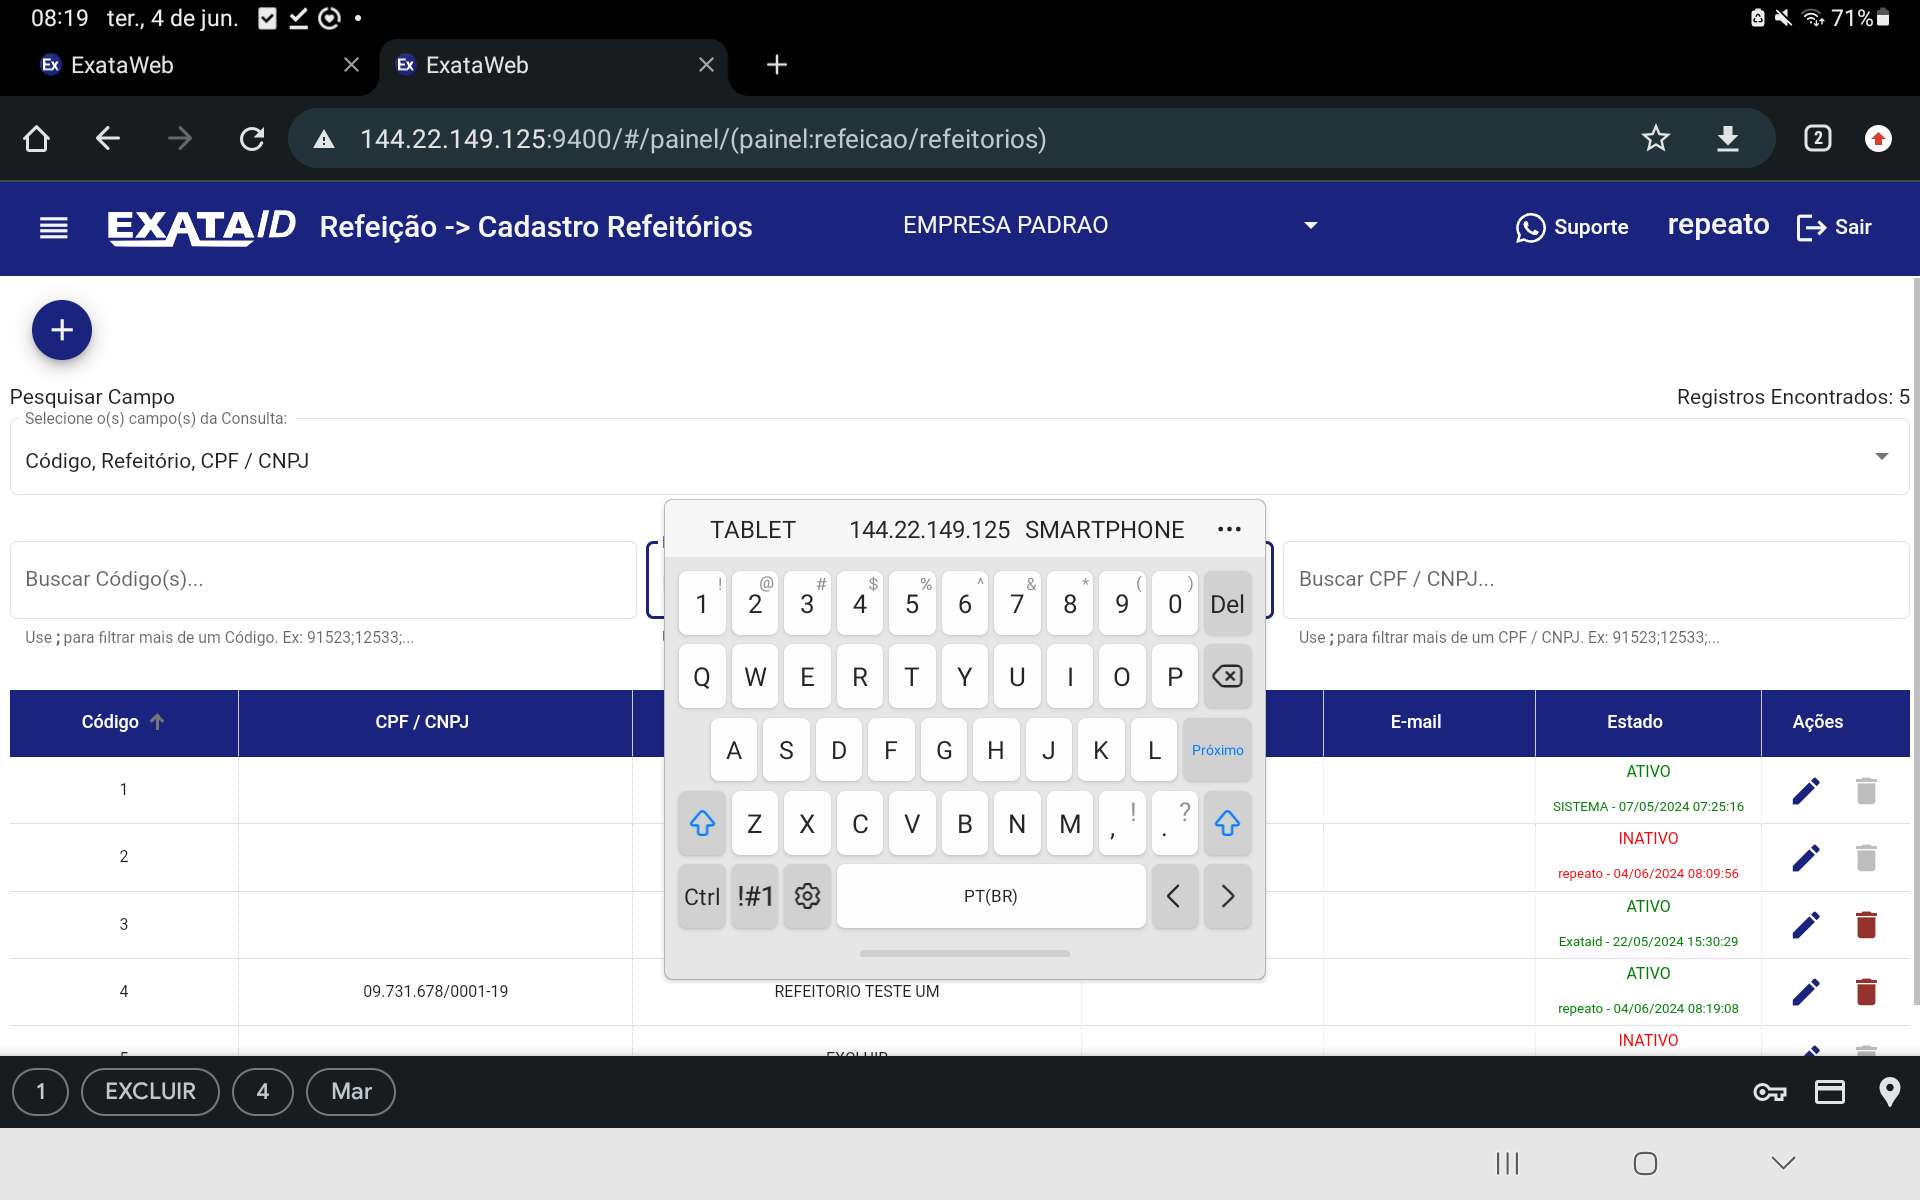 08:19 ter., 4 de jun. 71%
Ex ExataWeb Ex ExataWeb
144.22.149.125:9400/#/painel/(painel:refeicao/refeitorios) 2
EXATA/ID Refeição -> Cadastro Refeitórios EMPRESA PADRAO Suporte repeato Sair
+
Pesquisar Campo Registros Encontrados: 5
Selecione o(s) campo(s) da Consulta:
Código, Refeitório, CPF / CNPJ
TABLET 144.22.149.125 SMARTPHONE ...
Buscar Código(s)... Buscar CPF / CNPJ...
Use ; para filtrar mais de um Código. Ex: 91523;12533;... Use ; para filtrar mais de um CPF / CNPJ. Ex: 91523;12533;...
! @ # $ % ^ & * ( )
1 2 3 4 5 6 7 8 9 0 Del
Q W E R T Y U I O P
A S D F G H J K L Próximo
Z X C V B N M , ! . ?
Ctrl !#1 PT(BR) < >
Código CPF / CNPJ E-mail Estado Ações
1 ATIVO
SISTEMA - 07/05/2024 07:25:16
2 INATIVO
repeato - 04/06/2024 08:09:56
3 ATIVO
Exataid - 22/05/2024 15:30:29
4 09.731.678/0001-19 REFEITORIO TESTE UM ATIVO
repeato - 04/06/2024 08:19:08
5 EXCLUIR INATIVO
1 EXCLUIR 4 Mar